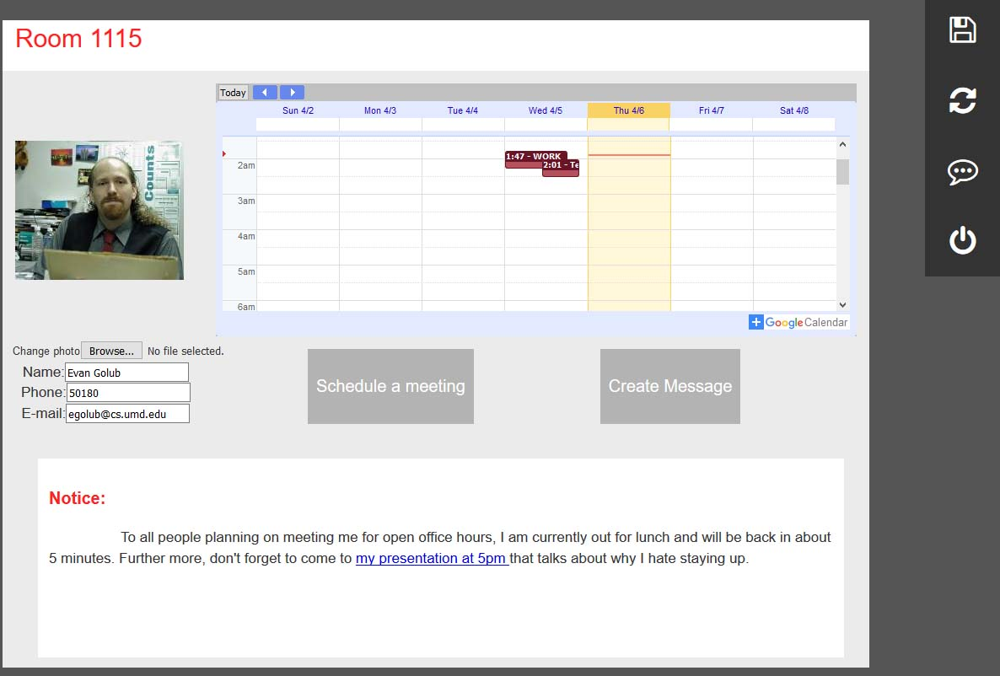 Room 1115
Today
Sun 4/2 Mon 4/3 Tue 4/4 Wed 4/5 Thu 4/6 Fri 4/7 Sat 4/8
Counts
1:47 - WORK
2am 2:01 - Te
3am
4am
5am
6am
Google Calendar
Change photo Browse... No file selected.
Name: Evan Golub
Phone: 50180
E-mail: egolub@cs.umd.edu
Schedule a meeting
Create Message
Notice:
To all people planning on meeting me for open office hours, I am currently out for lunch and will be back in about
5 minutes. Further more, don't forget to come to my presentation at 5pm that talks about why I hate staying up.